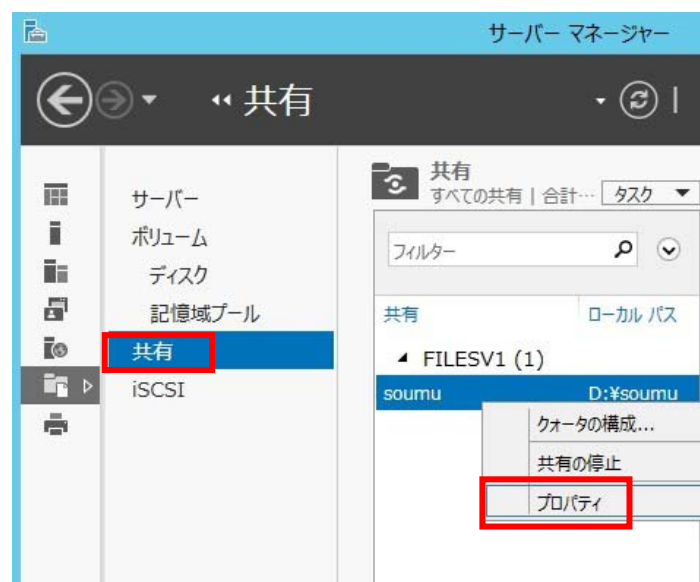 サーバー マネージャー
共有
サーバー
ボリューム
ディスク
記憶域プール
共有
iSCSI
共有
すべての共有 | 合計… タスク
フィルター
共有 ローカル パス
FILESV1 (1)
soumu D:¥soumu
クォータの構成...
共有の停止
プロパティ